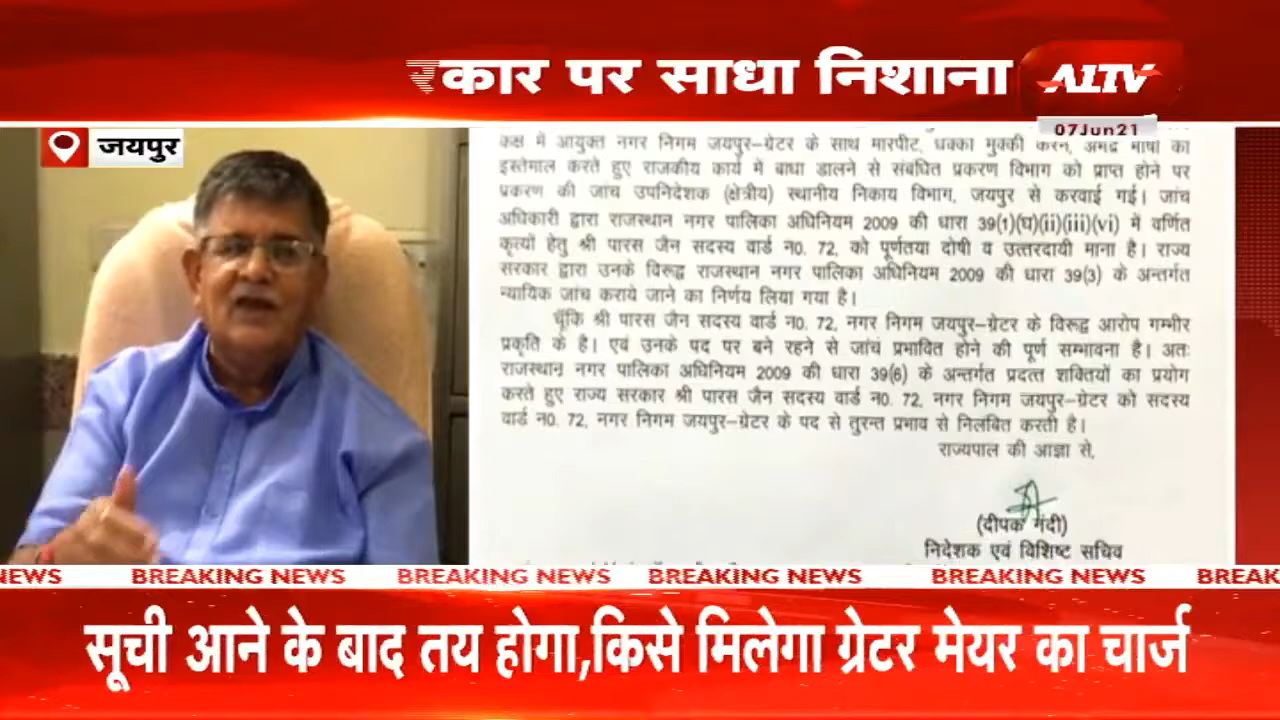 रकार पर साधा निशाना
A1TV
07Jun21
जयपुर
कक्ष में आयुक्त नगर निगम जयपुर-ग्रेटर के साथ मारपीट, धक्का मुक्की करने, अभद्र भाषा का
इस्तेमाल करते हुए राजकीय कार्य में बाधा डालने से संबधित प्रकरण विभाग को प्राप्त होने पर
प्रकरण की जांच उपनिदेशक (क्षेत्रीय) स्थानीय निकाय विभाग, जयपुर से करवाई गई। जांच
अधिकारी द्वारा राजस्थान नगर पालिका अधिनियम 2009 की धारा 39(1)(घ)(ii)(iii)(vi) में वर्णित
कृत्यों हेतु श्री पारस जैन सदस्य वार्ड न0. 72, को पूर्णतया दोषी व उत्तरदायी माना है। राज्य
सरकार द्वारा उनके विरूद्ध राजस्थान नगर पालिका अधिनियम 2009 की धारा 39(3) के अन्तर्गत
न्यायिक जांच कराये जाने का निर्णय लिया गया है।
चूंकि श्री पारस जैन सदस्य वार्ड न0. 72, नगर निगम जयपुर-ग्रेटर के विरूद्ध आरोप गम्भीर
प्रकृति के है। एवं उनके पद पर बने रहने से जांच प्रभावित होने की पूर्ण सम्भावना है। अतः
राजस्थान नगर पालिका अधिनियम 2009 की धारा 39(6) के अन्तर्गत प्रदत्त शक्तियों का प्रयोग
करते हुए राज्य सरकार श्री पारस जैन सदस्य वार्ड न0. 72, नगर निगम जयपुर-ग्रेटर को सदस्य
वार्ड न0. 72, नगर निगम जयपुर-ग्रेटर के पद से तुरन्त प्रभाव से निलंबित करती है।
राज्यपाल की आज्ञा से,
(दीपक नंदी)
निदेशक एवं विशिष्ट सचिव
NEWS BREAKING NEWS BREAKING NEWS BREAKING NEWS BREAKING NEWS BREAK
सूची आने के बाद तय होगा,किसे मिलेगा ग्रेटर मेयर का चार्ज